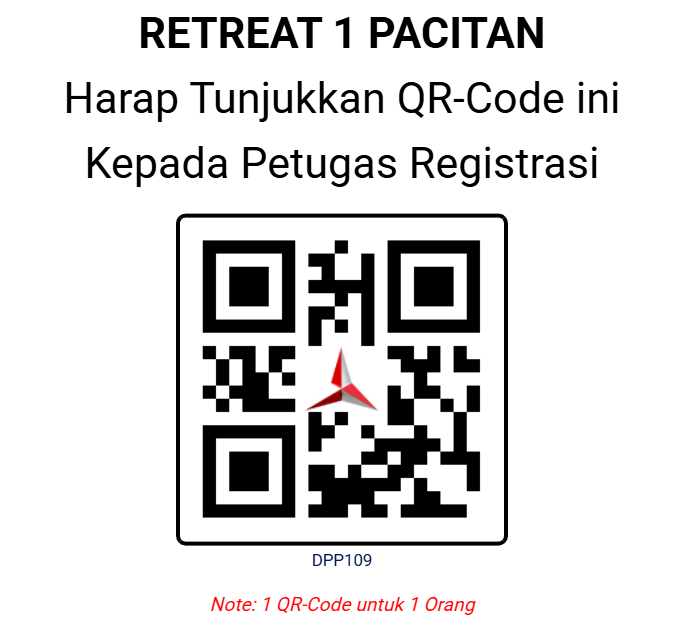 RETREAT 1 PACITAN
Harap Tunjukkan QR-Code ini
Kepada Petugas Registrasi
DPP109
Note: 1 QR-Code untuk 1 Orang